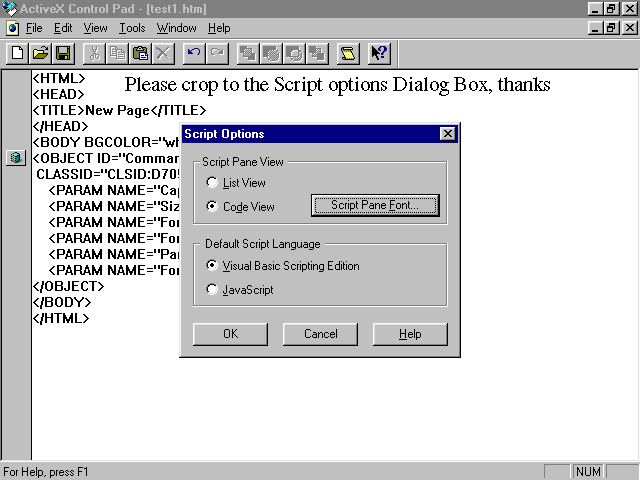 ActiveX Control Pad - [test1.htm]
File Edit View Tools Window Help
<HTML>
Please crop to the Script options Dialog Box, thanks
<HEAD>
<TITLE>New Page</TITLE>
</HEAD>
<BODY BGCOLOR="wh
<OBJECT ID="Comman
CLASSID="CLSID:D70
<PARAM NAME="Cap
<PARAM NAME="Siz
<PARAM NAME="For
<PARAM NAME="For
<PARAM NAME="Par
<PARAM NAME="For
</OBJECT>
</BODY>
</HTML>
Script Options
Script Pane View
List View
Code View
Script Pane Font...
Default Script Language
Visual Basic Scripting Edition
JavaScript
OK Cancel Help
For Help, press F1
NUM